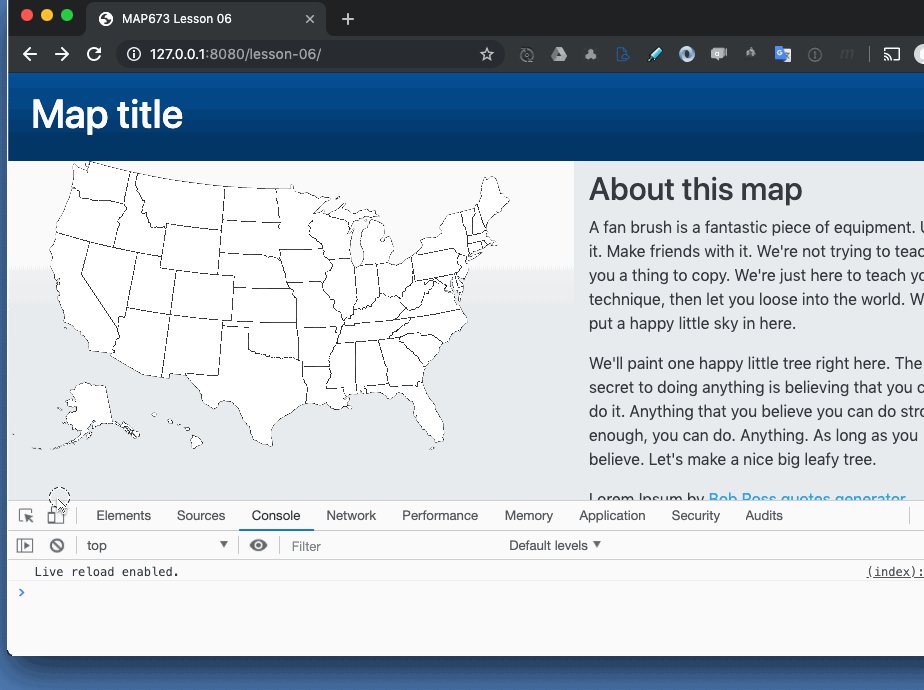 MAP673 Lesson 06
127.0.0.1:8080/lesson-06/
Map title
About this map
A fan brush is a fantastic piece of equipment.
it. Make friends with it. We're not trying to
you a thing to copy. We're just here to teach
technique, then let you loose into the world.
put a happy little sky in here.
We'll paint one happy little tree right here. The
secret to doing anything is believing that you
do it. Anything that you believe you can do
enough, you can do. Anything. As long as you
believe. Let's make a nice big leafy tree.
Lorem Ipsum by Bob Ross quotes generator
Elements Sources Console Network Performance Memory Application Security Audits
top Filter Default levels
Live reload enabled. (index):